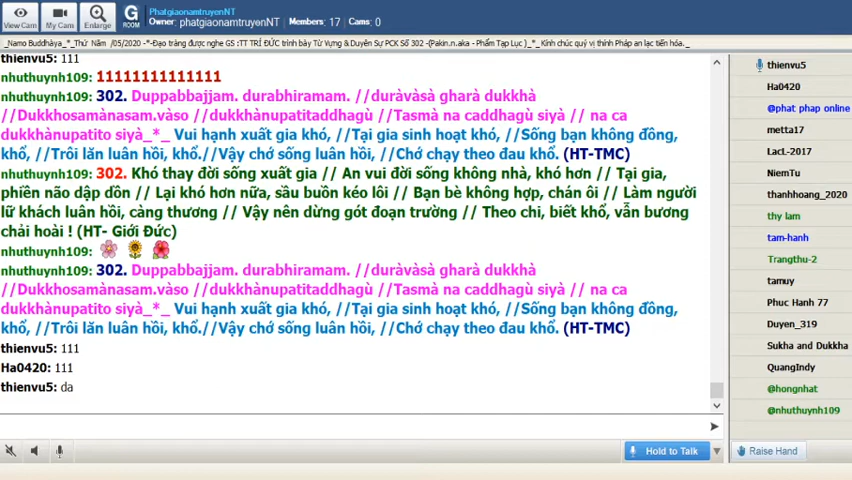 PhatgiaonamtruyenNT
Owner: phatgiaonamtruyenNT Members: 17 Cams: 0
View Cam
My Cam
Enlarge
G
ROOM
_Namo Buddhàya_*_Thứ Năm /05/2020 -*-Đạo tràng được nghe GS :TT TRÍ ĐỨC trình bày Từ Vựng &Duyên Sự PCK Số 302 -(Pakin.n.aka - Phẩm Tạp Lục )_*_ Kính chúc quý vị thính Pháp an lạc tiến hóa._
thienvu5: 111
nhuthuynh109: 11111111111111
nhuthuynh109: 302. Duppabbajjam. durabhiramam. //duràvàsà gharà dukkhà
//Dukkhosamànasam.vàso //dukkhànupatitaddhagù //Tasmà na caddhagù siyà // na ca
dukkhànupatito siyà_*_ Vui hạnh xuất gia khó, //Tại gia sinh hoạt khó, //Sống bạn không đồng,
khổ, //Trôi lăn luân hồi, khổ.//Vậy chớ sống luân hồi, //Chớ chạy theo đau khổ. (HT-TMC)
nhuthuynh109: 302. Khó thay đời sống xuất gia // An vui đời sống không nhà, khó hơn // Tại gia,
phiền não dập dồn // Lại khó hơn nữa, sầu buồn kéo lôi // Bạn bè không hợp, chán ôi // Làm người
lữ khách luân hồi, càng thương // Vậy nên dừng gót đoạn trường // Theo chi, biết khổ, vẫn bương
chải hoài ! (HT- Giới Đức)
nhuthuynh109:
nhuthuynh109: 302. Duppabbajjam. durabhiramam. //duràvàsà gharà dukkhà
//Dukkhosamànasam.vàso //dukkhànupatitaddhagù //Tasmà na caddhagù siyà // na ca
dukkhànupatito siyà_*_ Vui hạnh xuất gia khó, //Tại gia sinh hoạt khó, //Sống bạn không đồng,
khổ, //Trôi lăn luân hồi, khổ.//Vậy chớ sống luân hồi, //Chớ chạy theo đau khổ. (HT-TMC)
thienvu5: 111
Ha0420: 111
thienvu5: da
thienvu5
Ha0420
@phat phap online
metta17
LacL-2017
NiemTu
thanhhoang_2020
thy lam
tam-hanh
Trangthu-2
tamuy
Phuc Hanh 77
Duyen_319
Sukha and Dukkha
QuangIndy
@hongnhat
@nhuthuynh109
Hold to Talk
Raise Hand